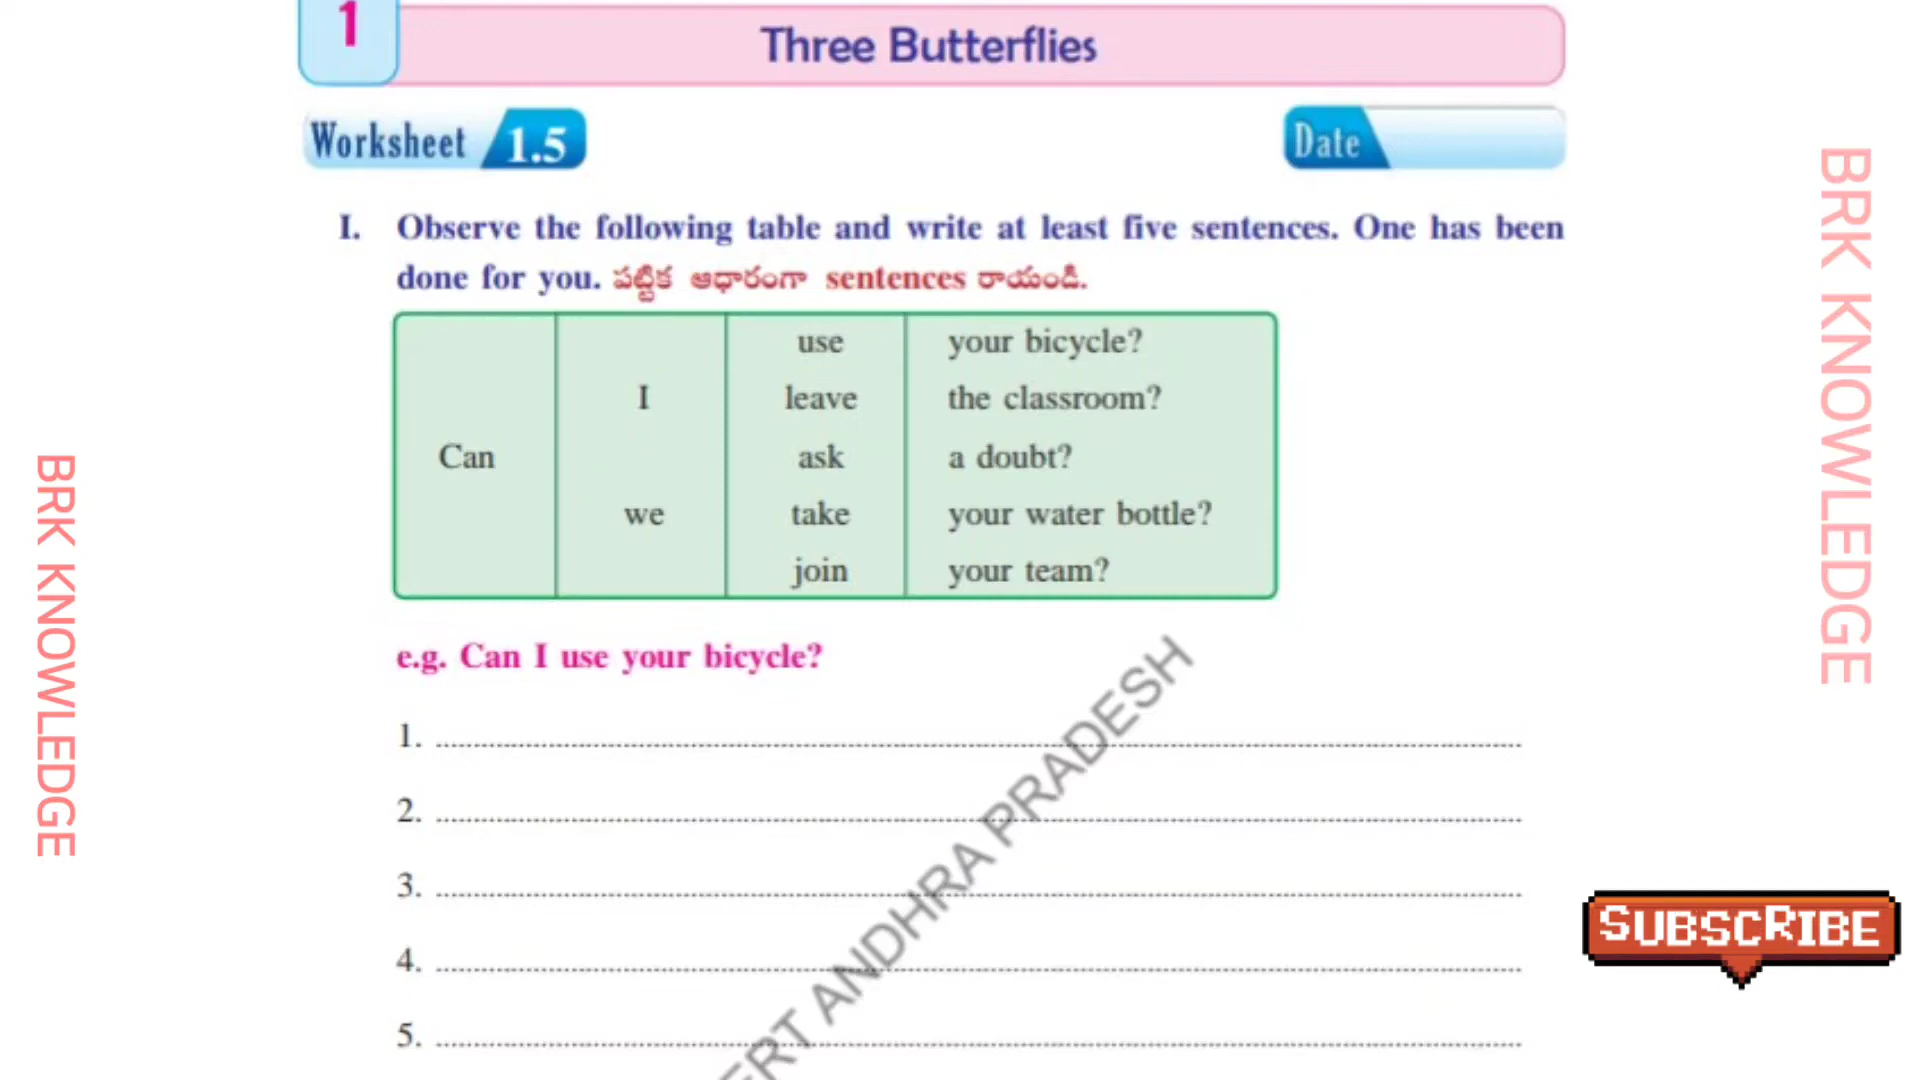 1
Three Butterflies
Worksheet 1.5
Date
I. Observe the following table and write at least five sentences. One has been
done for you. పట్టిక ఆధారంగా sentences రాయండి.
use your bicycle?
I leave the classroom?
Can ask a doubt?
we take your water bottle?
join your team?
e.g. Can I use your bicycle?
1.
2.
3.
4.
5.
ERT ANDHRA PRADESH
BRK KNOWLEDGE
BRK KNOWLEDGE
SUBSCRIBE